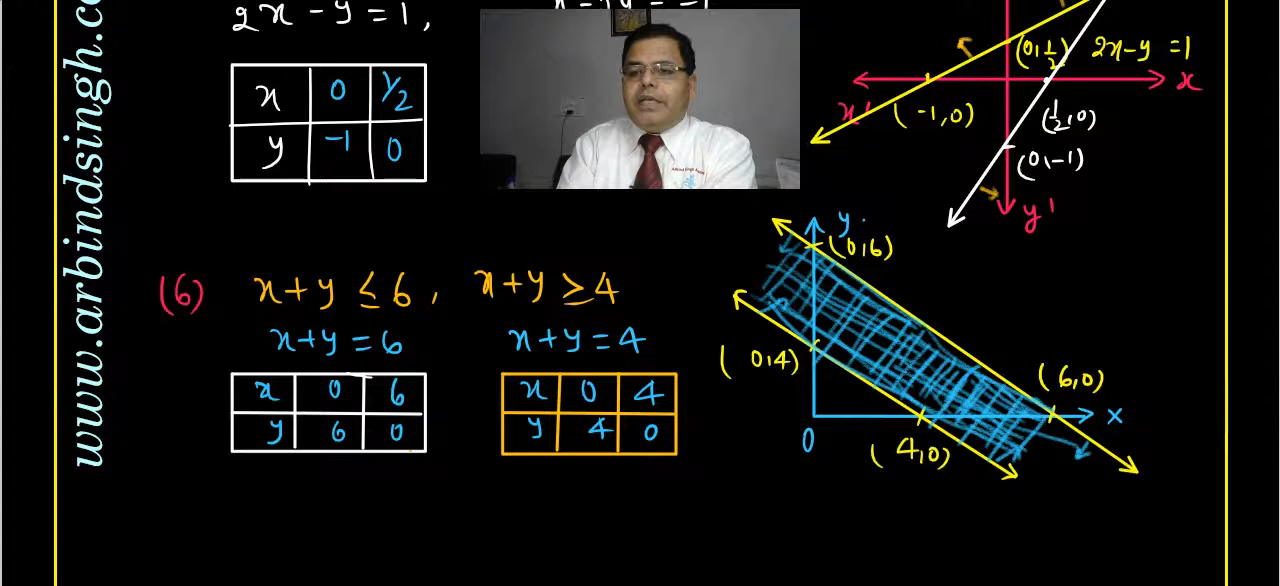 www.arbindsingh.c
2x - y = 1,
x 0 1/2
y -1 0
(0,1/2) 2x-y =1
x' x
(-1,0)
(1/2,0)
(0,-1)
y'
(6) x+y ≤ 6, x+y ≥ 4
x+y = 6 x+y = 4
x 0 6
y 6 0
x 0 4
y 4 0
y
(0,6)
(0,4)
(6,0)
x
0
(4,0)